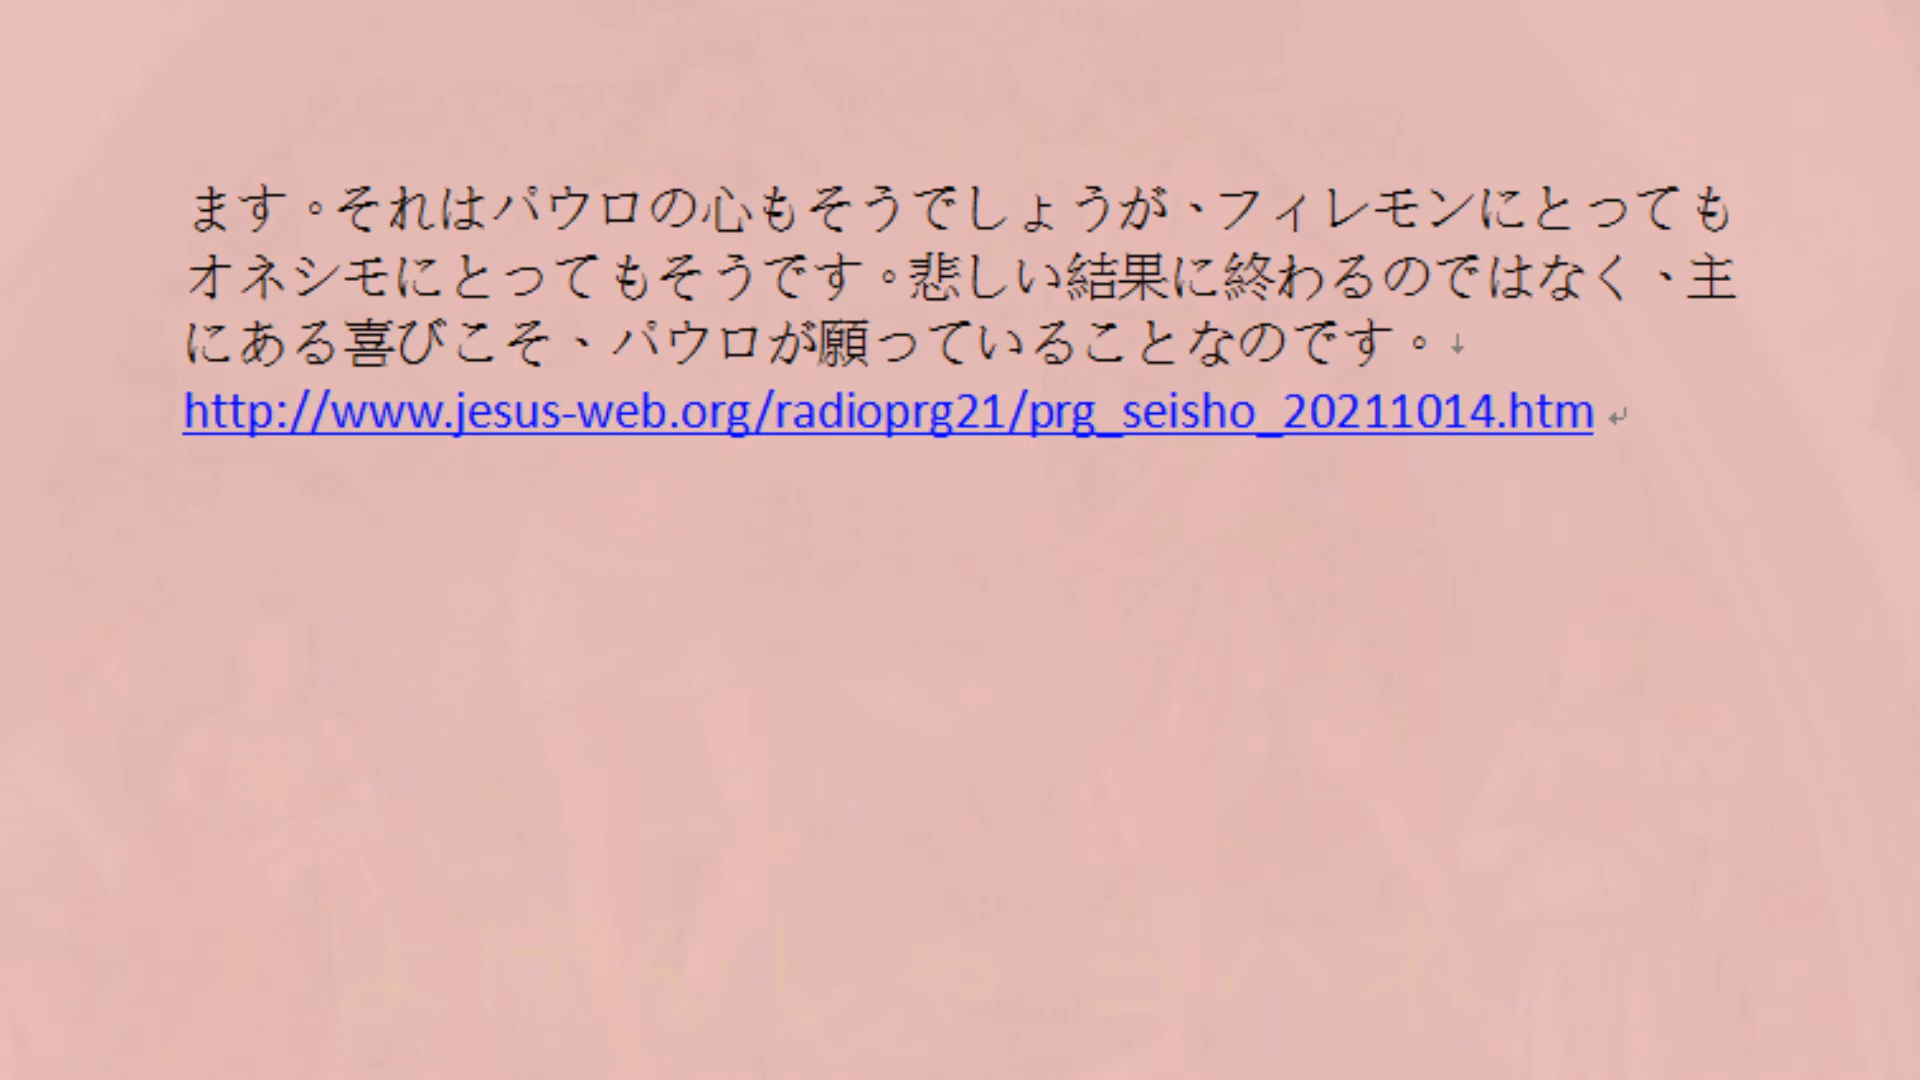 ます。それはパウロの心もそうでしょうが、フィレモンにとっても
オネシモにとってもそうです。悲しい結果に終わるのではなく、主
にある喜びこそ、パウロが願っていることなのです。↓
http://www.jesus-web.org/radioprg21/prg_seisho_20211014.htm ↵